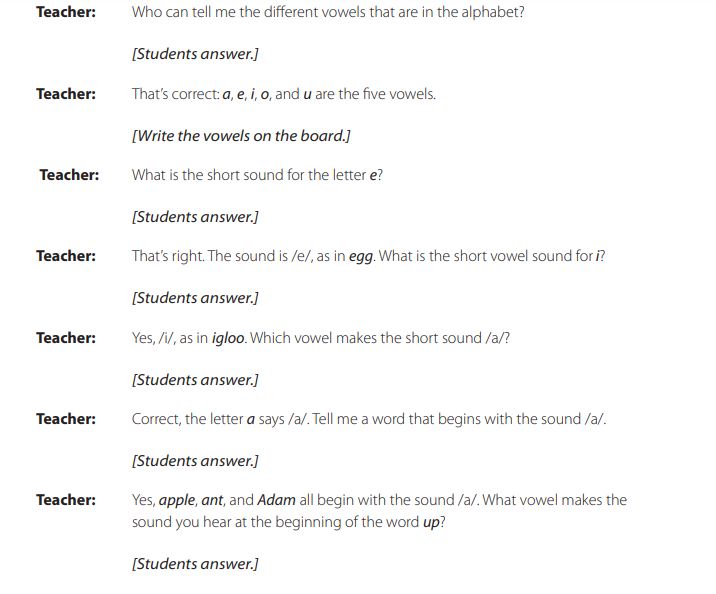 Teacher: Who can tell me the different vowels that are in the alphabet?
[Students answer.]
Teacher: That's correct: a, e, i, o, and u are the five vowels.
[Write the vowels on the board.]
Teacher: What is the short sound for the letter e?
[Students answer.]
Teacher: That's right. The sound is /e/, as in egg. What is the short vowel sound for i?
[Students answer.]
Teacher: Yes, /i/, as in igloo. Which vowel makes the short sound /a/?
[Students answer.]
Teacher: Correct, the letter a says /a/. Tell me a word that begins with the sound /a/.
[Students answer.]
Teacher: Yes, apple, ant, and Adam all begin with the sound /a/. What vowel makes the
sound you hear at the beginning of the word up?
[Students answer.]